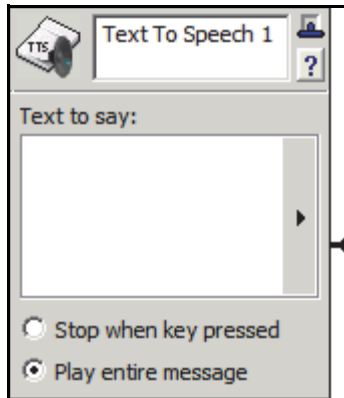 TTS
Text To Speech 1
?
Text to say:
Stop when key pressed
Play entire message